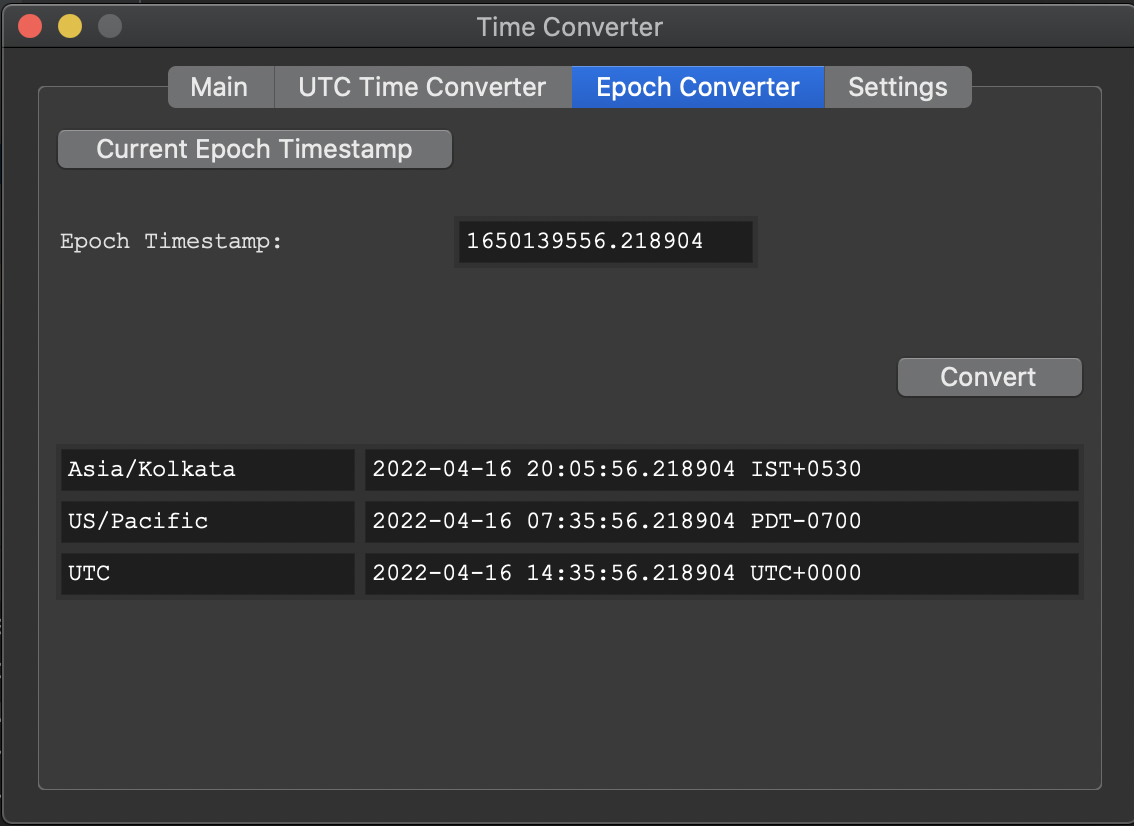 Time Converter
Main UTC Time Converter Epoch Converter Settings
Current Epoch Timestamp
Epoch Timestamp: 1650139556.218904
Convert
Asia/Kolkata 2022-04-16 20:05:56.218904 IST+0530
US/Pacific 2022-04-16 07:35:56.218904 PDT-0700
UTC 2022-04-16 14:35:56.218904 UTC+0000